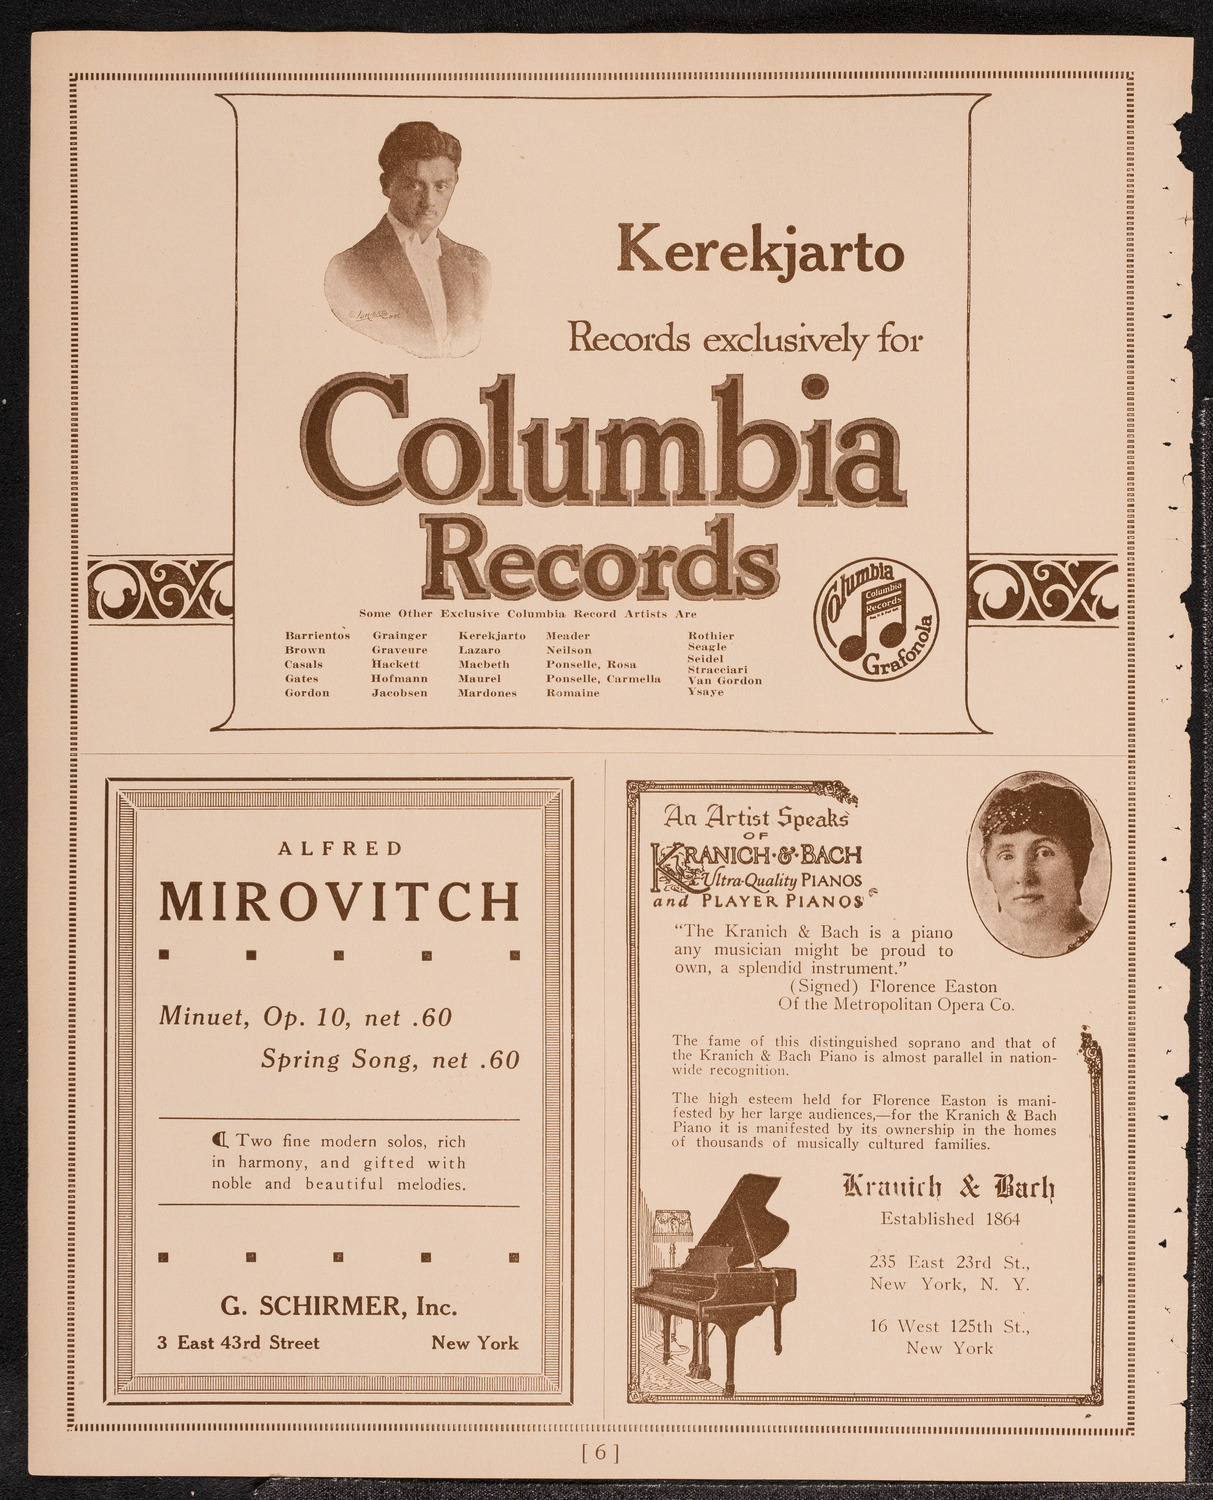 Kerekjarto
Records exclusively for
Columbia
Records
Some Other Exclusive Columbia Record Artists Are
Barrientos
Brown
Casals
Gates
Gordon
Grainger
Graveure
Hackett
Hofmann
Jacobsen
Kerekjarto
Lazaro
Macbeth
Maurel
Mardones
Meader
Neilson
Ponselle, Rosa
Ponselle, Carmella
Romaine
Rothier
Seagle
Seidel
Stracciari
Van Gordon
Ysaye
Columbia
Columbia
Records
Grafonola
ALFRED
MIROVITCH
Minuet, Op. 10, net .60
Spring Song, net .60
¶ Two fine modern solos, rich
in harmony, and gifted with
noble and beautiful melodies.
G. SCHIRMER, Inc.
3 East 43rd Street New York
An Artist Speaks
OF
KRANICH·&·BACH
Ultra-Quality PIANOS
and PLAYER PIANOS
"The Kranich & Bach is a piano
any musician might be proud to
own, a splendid instrument."
(Signed) Florence Easton
Of the Metropolitan Opera Co.
The fame of this distinguished soprano and that of
the Kranich & Bach Piano is almost parallel in nation-
wide recognition.
The high esteem held for Florence Easton is mani-
fested by her large audiences,—for the Kranich & Bach
Piano it is manifested by its ownership in the homes
of thousands of musically cultured families.
Kranich & Bach
Established 1864
235 East 23rd St.,
New York, N. Y.
16 West 125th St.,
New York
[ 6 ]